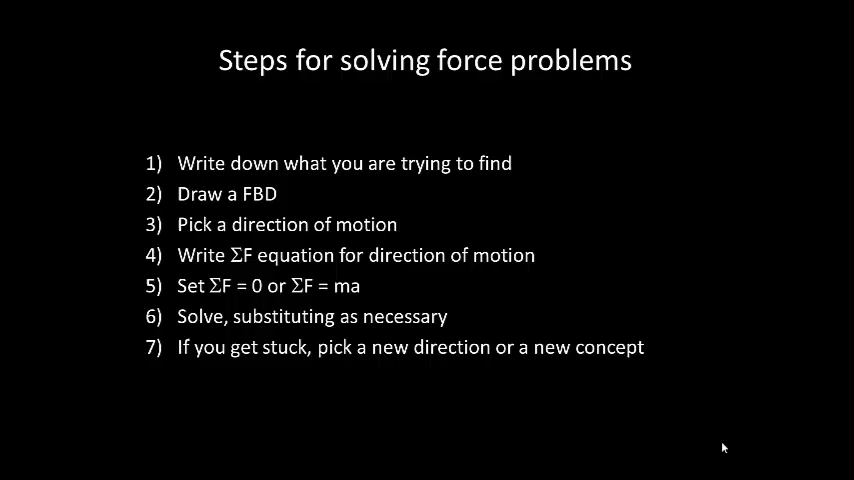 Steps for solving force problems
1) Write down what you are trying to find
2) Draw a FBD
3) Pick a direction of motion
4) Write ΣF equation for direction of motion
5) Set ΣF = 0 or ΣF = ma
6) Solve, substituting as necessary
7) If you get stuck, pick a new direction or a new concept